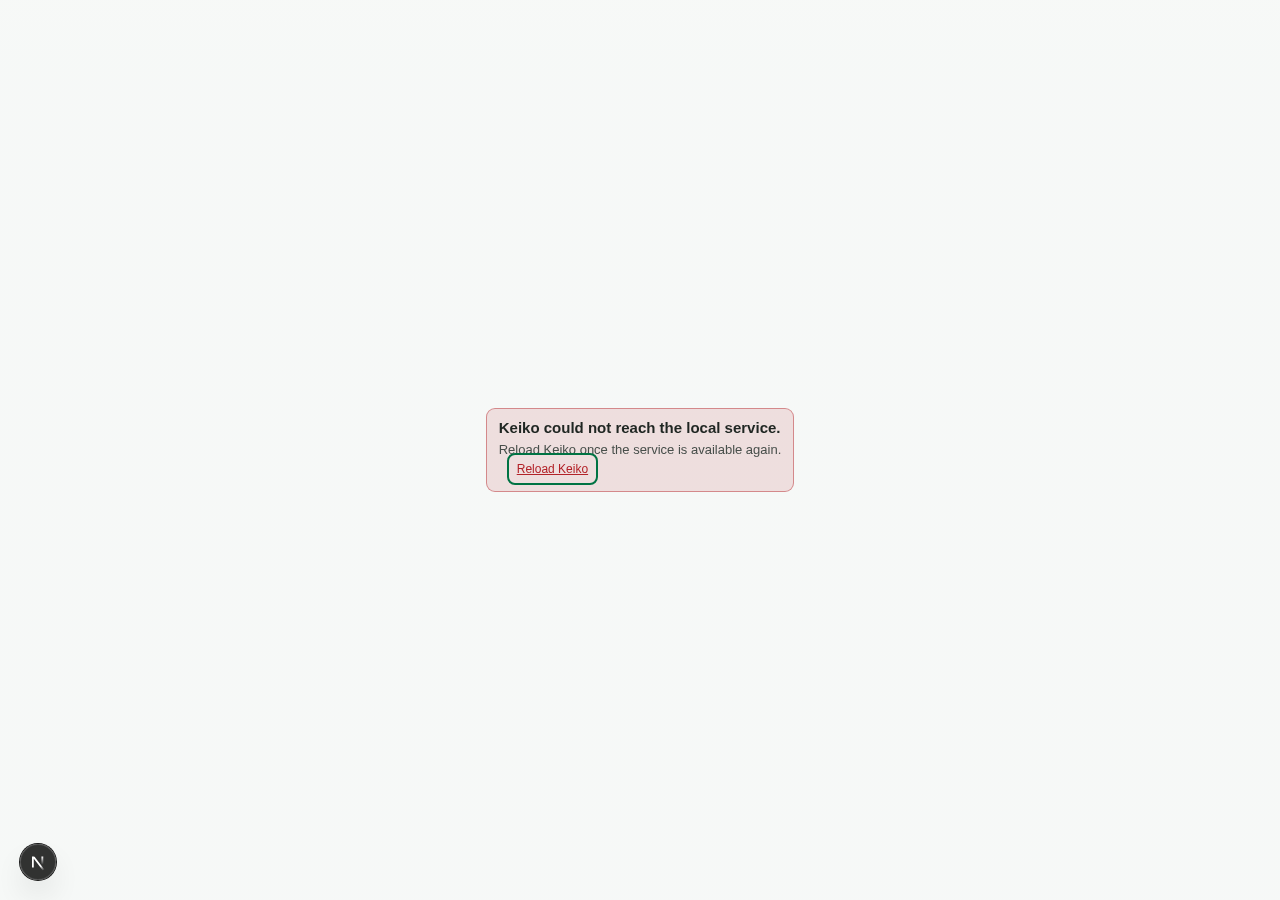 Keiko could not reach the local service.
Reload Keiko once the service is available again.
Reload Keiko
N